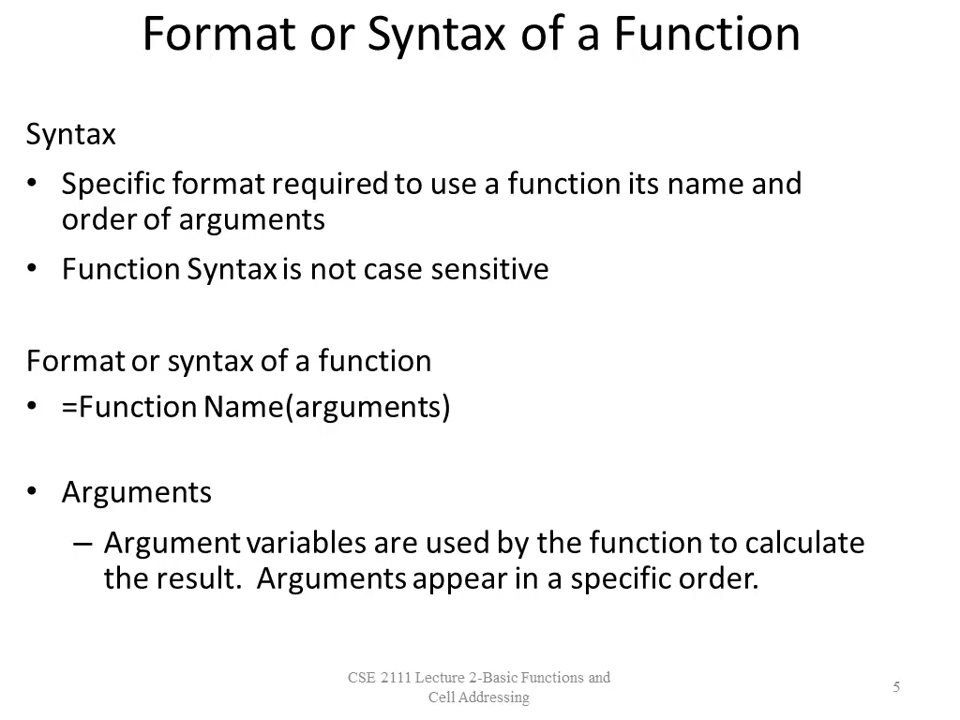 Format or Syntax of a Function
Syntax
• Specific format required to use a function its name and
order of arguments
• Function Syntax is not case sensitive
Format or syntax of a function
• =Function Name(arguments)
• Arguments
– Argument variables are used by the function to calculate
the result.  Arguments appear in a specific order.
CSE 2111 Lecture 2-Basic Functions and
Cell Addressing
5